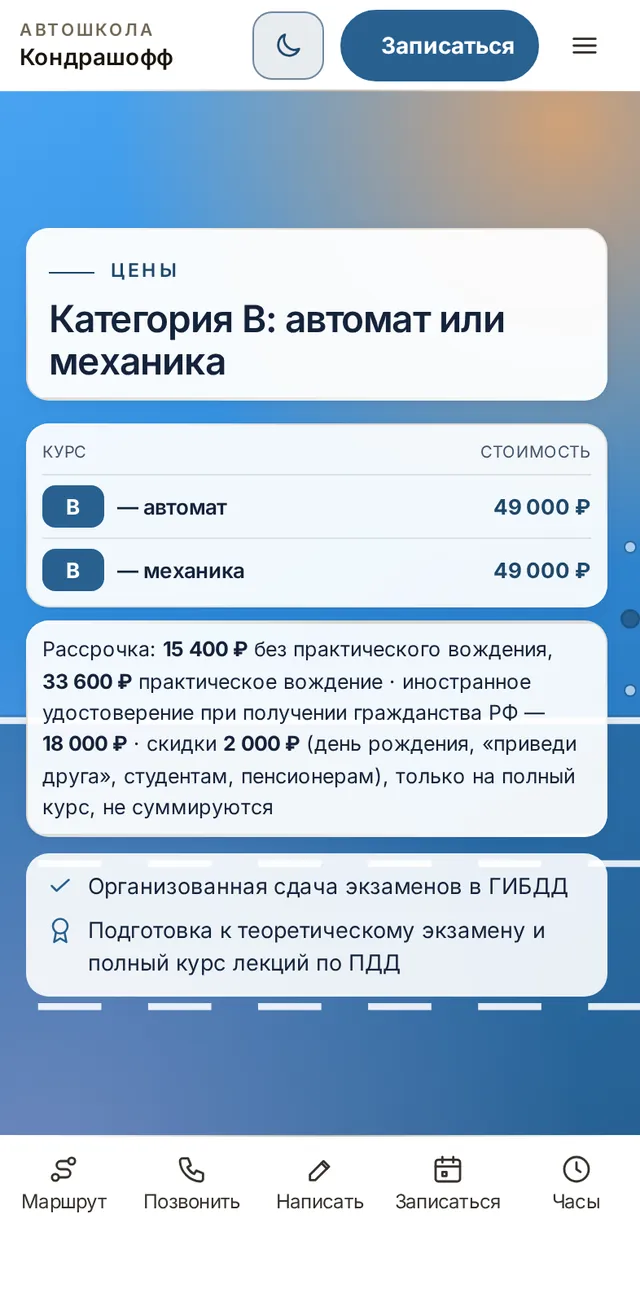 АВТОШКОЛА
Кондрашофф
Записаться
ЦЕНЫ
Категория В: автомат или
механика
КУРС СТОИМОСТЬ
B — автомат 49 000 ₽
B — механика 49 000 ₽
Рассрочка: 15 400 ₽ без практического вождения,
33 600 ₽ практическое вождение · иностранное
удостоверение при получении гражданства РФ —
18 000 ₽ · скидки 2 000 ₽ (день рождения, «приведи
друга», студентам, пенсионерам), только на полный
курс, не суммируются
Организованная сдача экзаменов в ГИБДД
Подготовка к теоретическому экзамену и
полный курс лекций по ПДД
Маршрут Позвонить Написать Записаться Часы